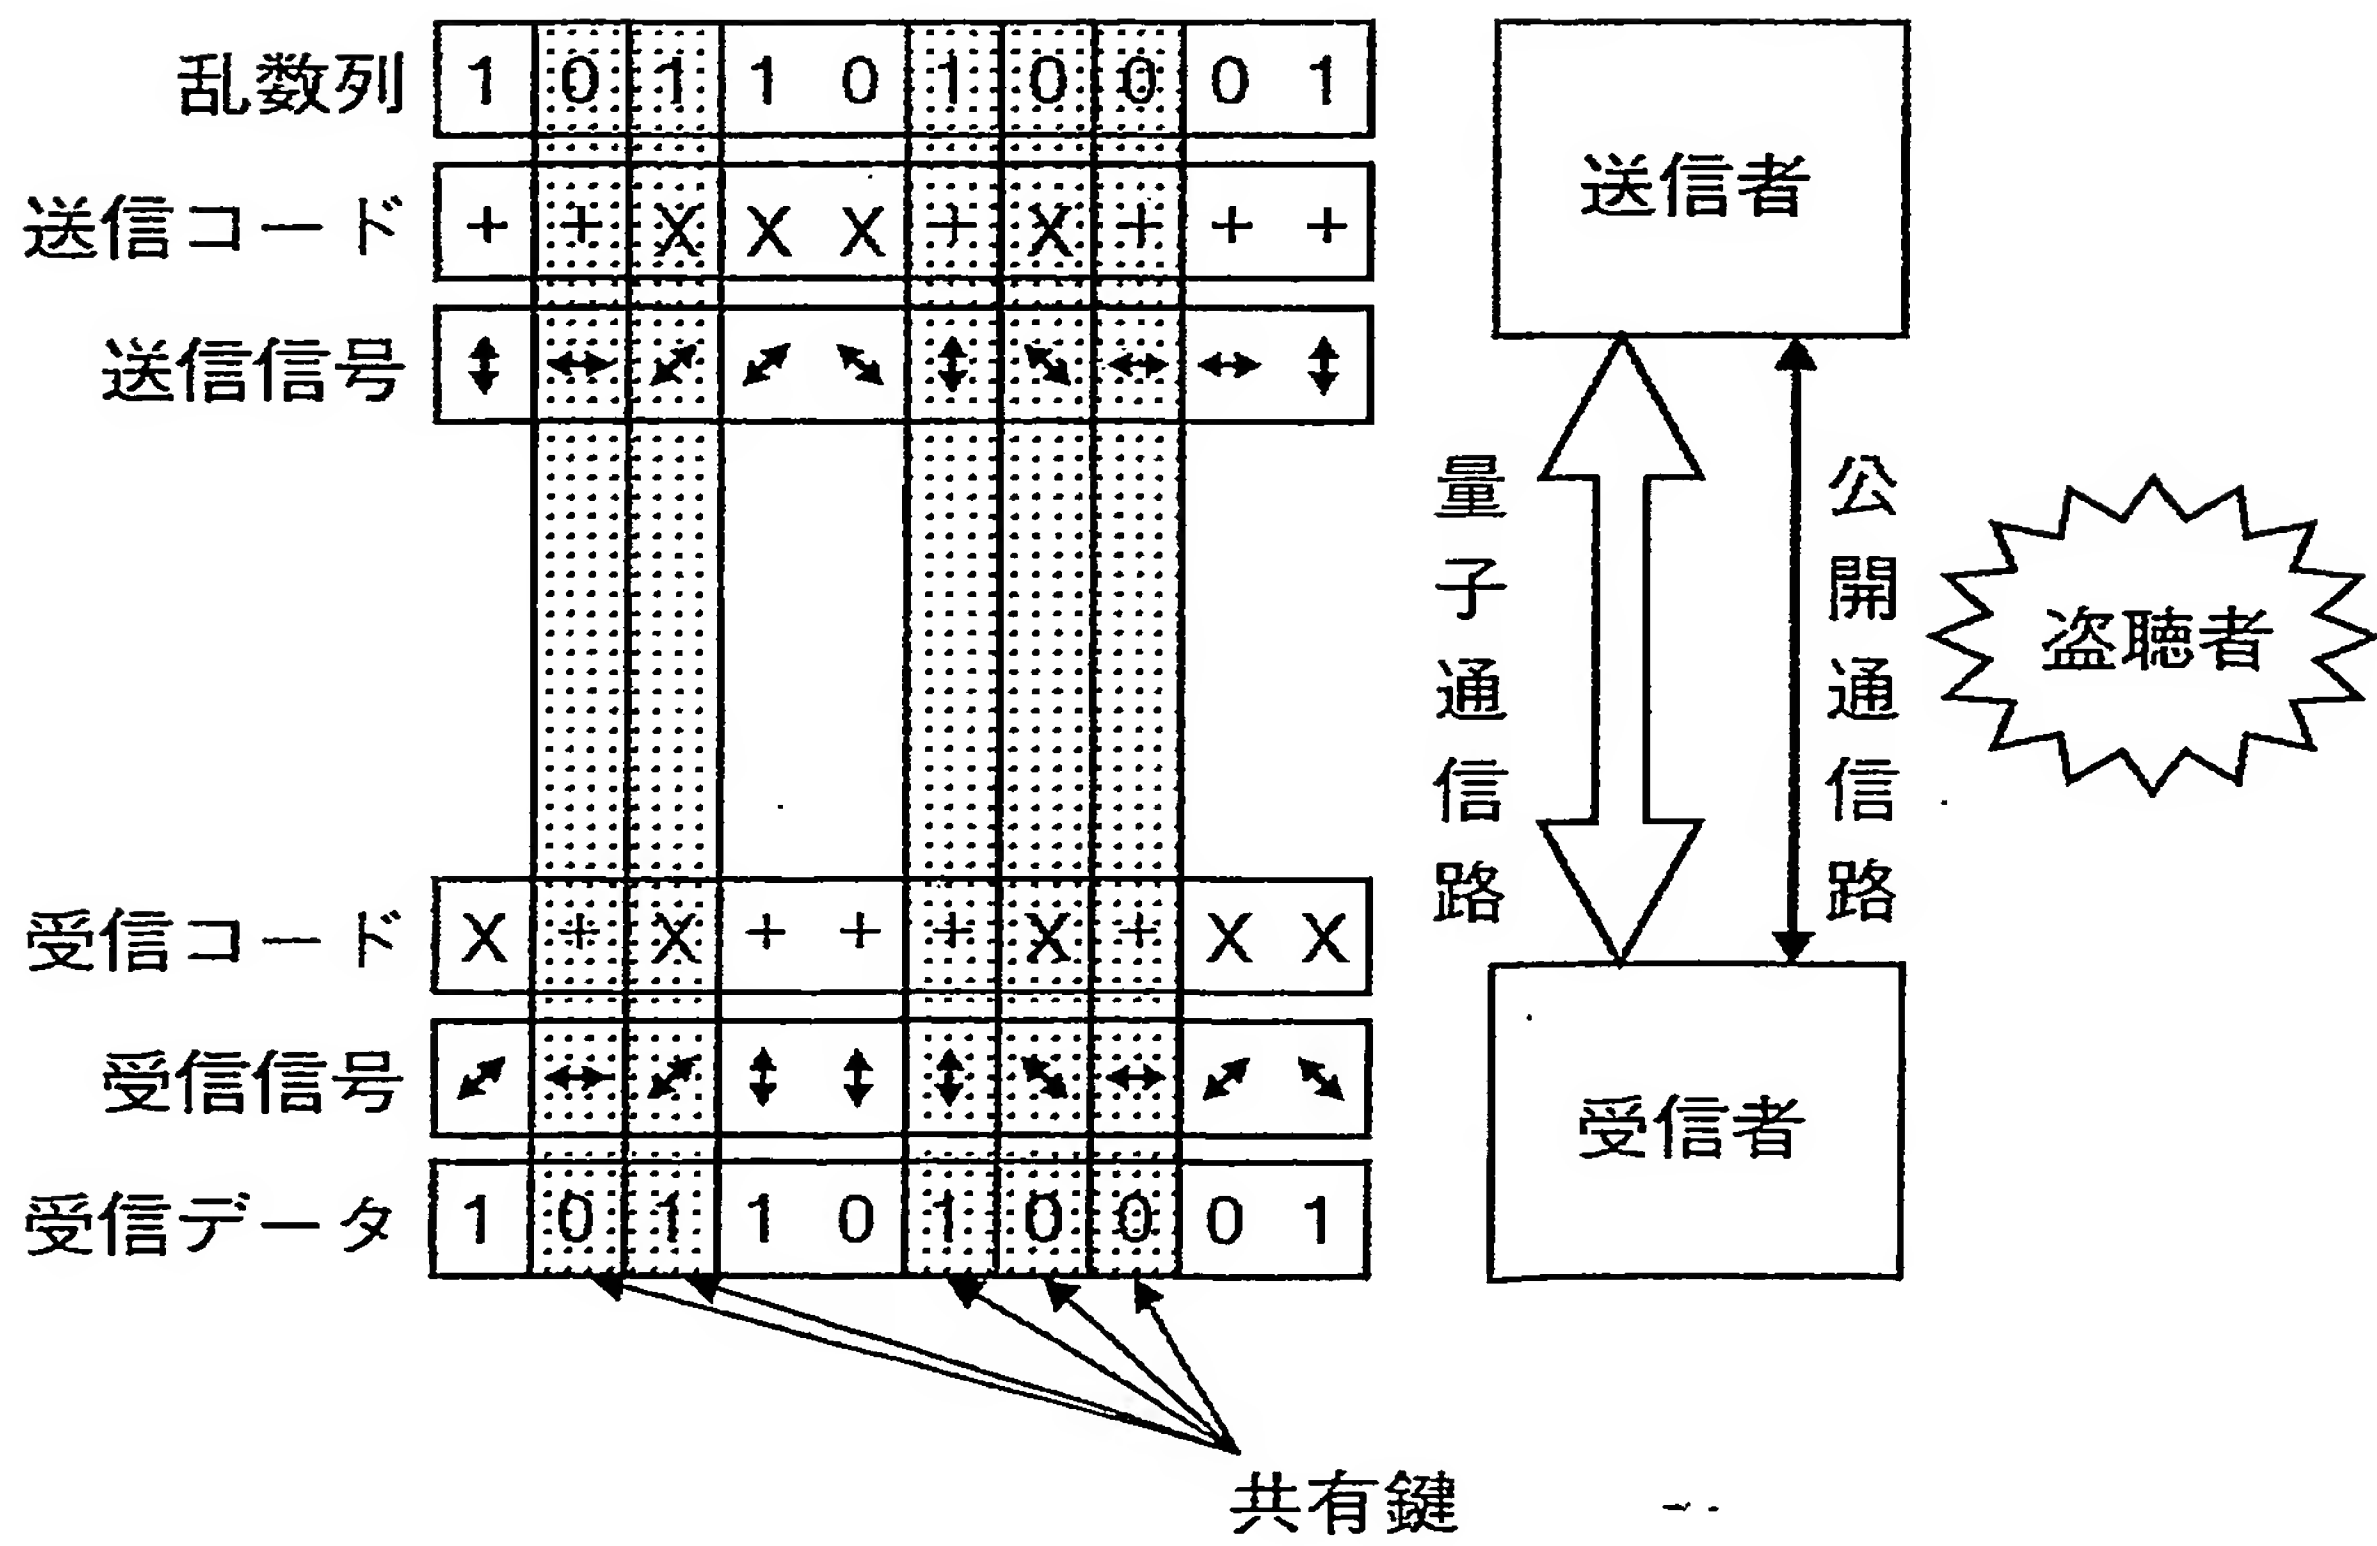 乱数列 1 0 1 1 0 1 0 0 0 1
送信コード + + X X X + X + + +
送信信号 ↕ ↔ ⤢ ⤢ ⤡ ↕ ⤡ ↔ ↔ ↕
受信コード X + X + + + X + X X
受信信号 ⤢ ↔ ⤢ ↕ ↕ ↕ ⤡ ↔ ⤢ ⤡
受信データ 1 0 1 1 0 1 0 0 0 1
共有鍵
送信者
量子通信路
公開通信路
盗聴者
受信者